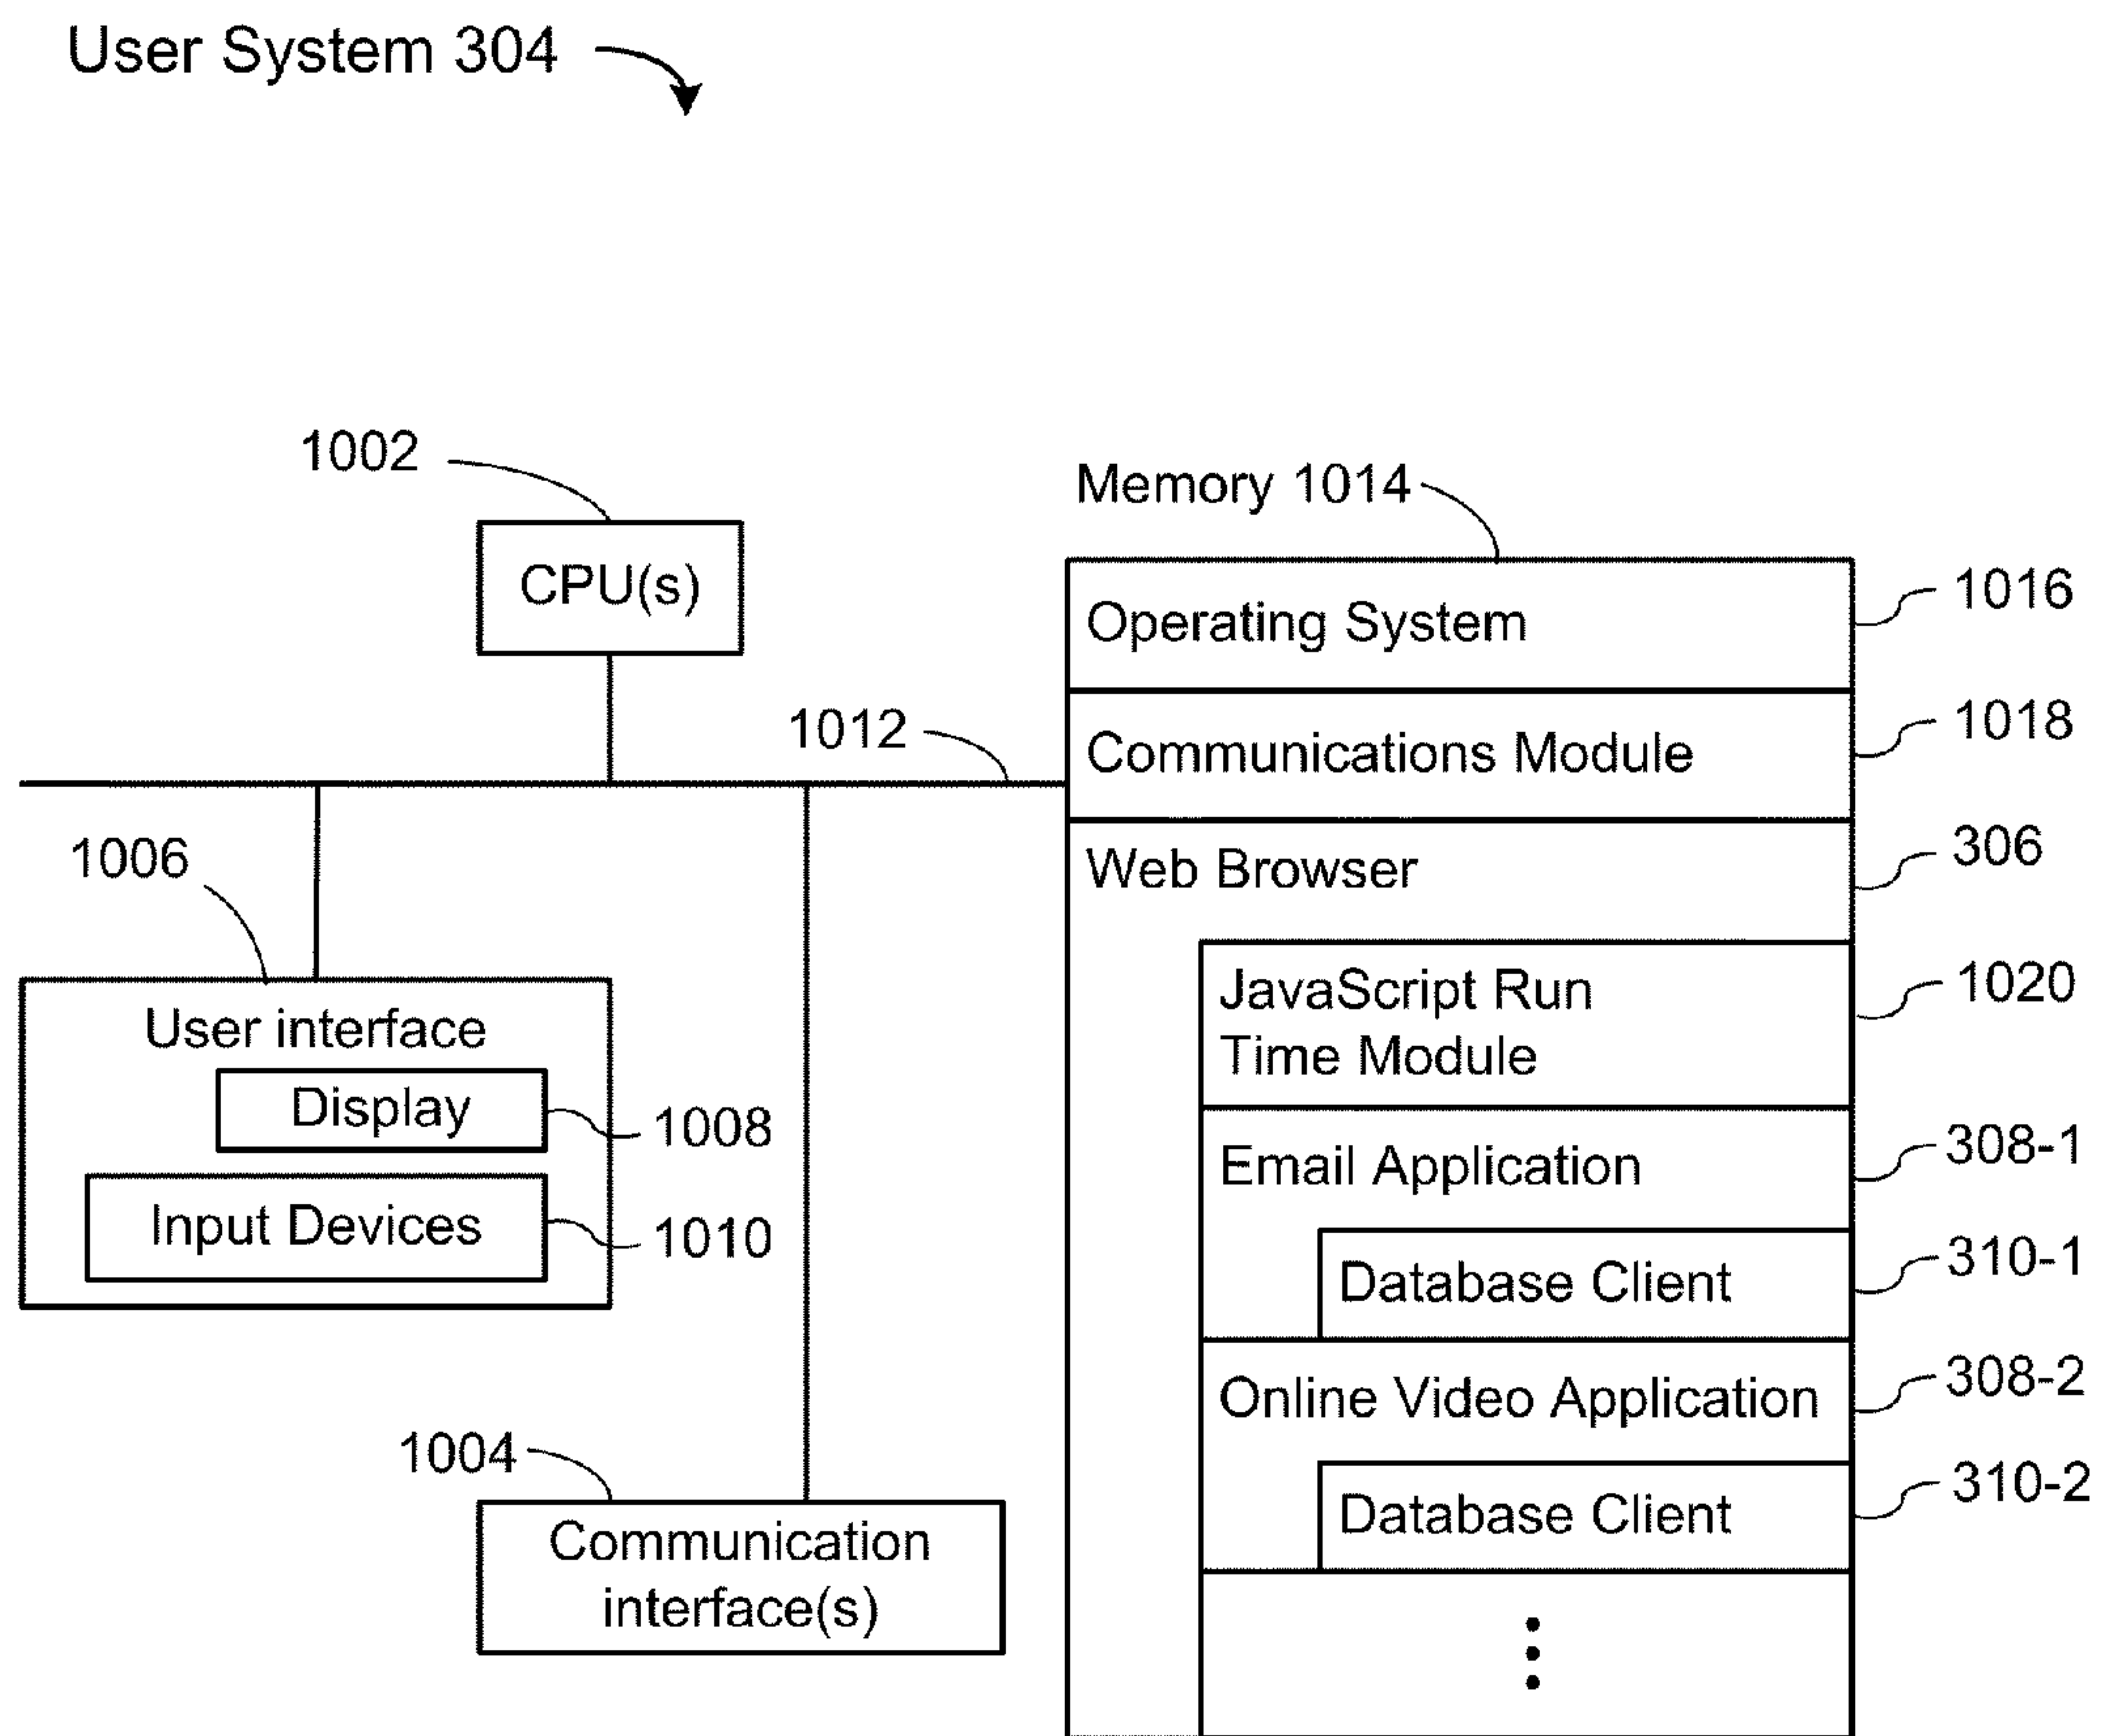 User System 304
1002
CPU(s)
1012
1006
User interface
Display
1008
Input Devices
1010
1004
Communication
interface(s)
Memory 1014
Operating System
1016
Communications Module
1018
Web Browser
306
JavaScript Run
Time Module
1020
Email Application
308-1
Database Client
310-1
Online Video Application
308-2
Database Client
310-2